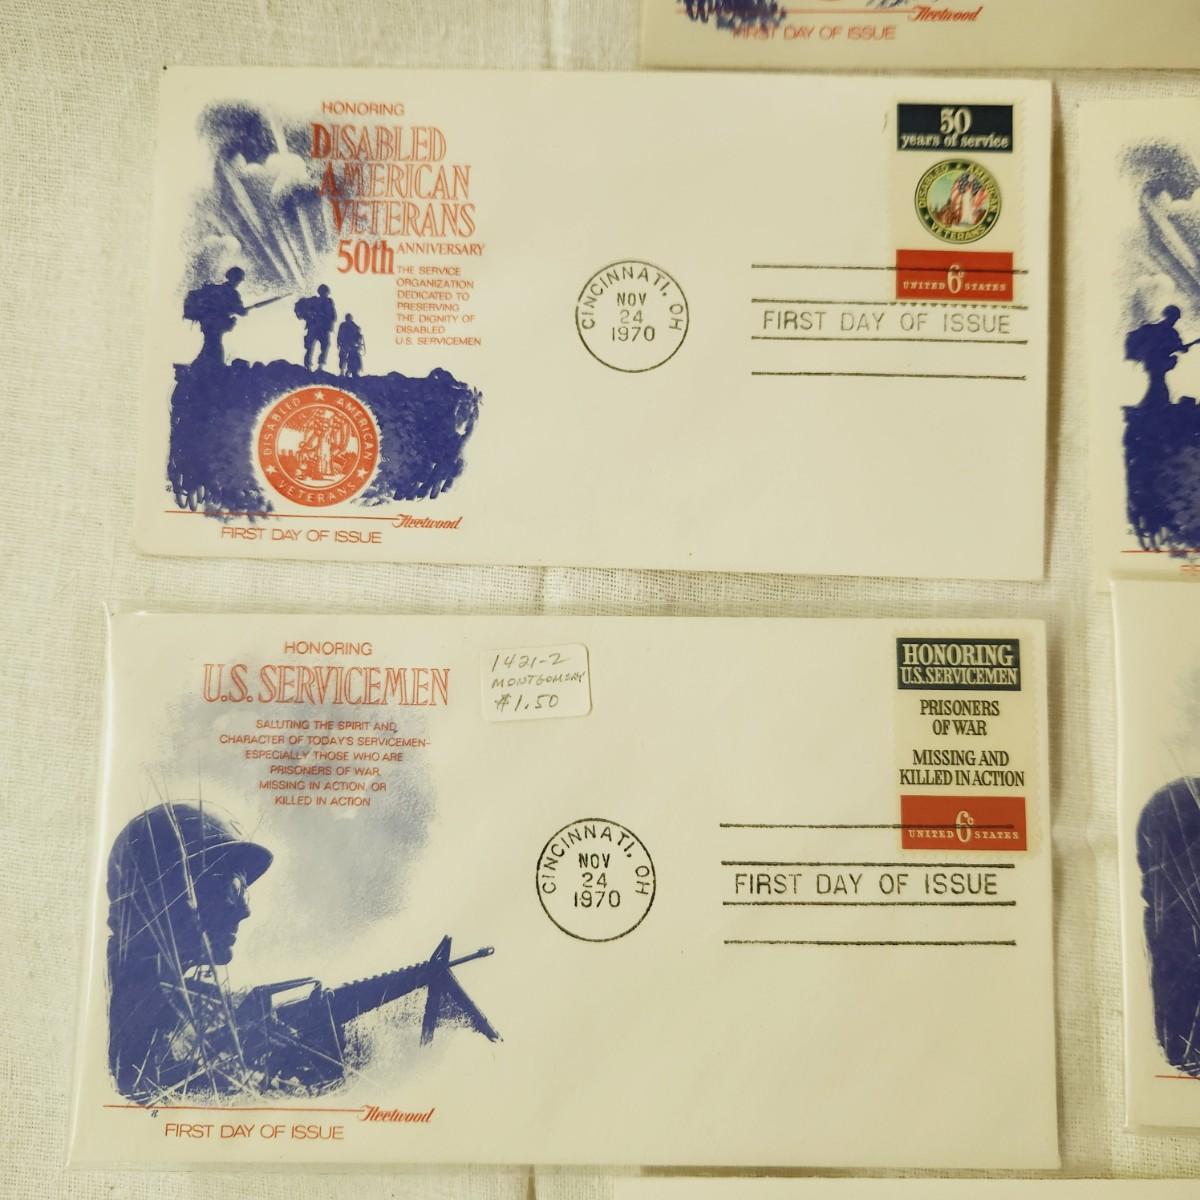 Fleetwood
FIRST DAY OF ISSUE
HONORING
DISABLED
AMERICAN
VETERANS
50th ANNIVERSARY
THE SERVICE
ORGANIZATION
DEDICATED TO
PRESERVING
THE DIGNITY OF
DISABLED
U.S. SERVICEMEN
DISABLED ★ AMERICAN ★ VETERANS ★
Fleetwood
FIRST DAY OF ISSUE
CINCINNATI, OH
NOV
24
1970
50
years of service
DISABLED ★ AMERICAN ★ VETERANS ★
UNITED 6c STATES
FIRST DAY OF ISSUE
HONORING
U.S. SERVICEMEN
SALUTING THE SPIRIT AND
CHARACTER OF TODAY'S SERVICEMEN-
ESPECIALLY THOSE WHO ARE
PRISONERS OF WAR,
MISSING IN ACTION, OR
KILLED IN ACTION
1421-2
MONTGOMERY
$1.50
Fleetwood
FIRST DAY OF ISSUE
CINCINNATI, OH
NOV
24
1970
HONORING
U.S. SERVICEMEN
PRISONERS
OF WAR
MISSING AND
KILLED IN ACTION
UNITED 6c STATES
FIRST DAY OF ISSUE